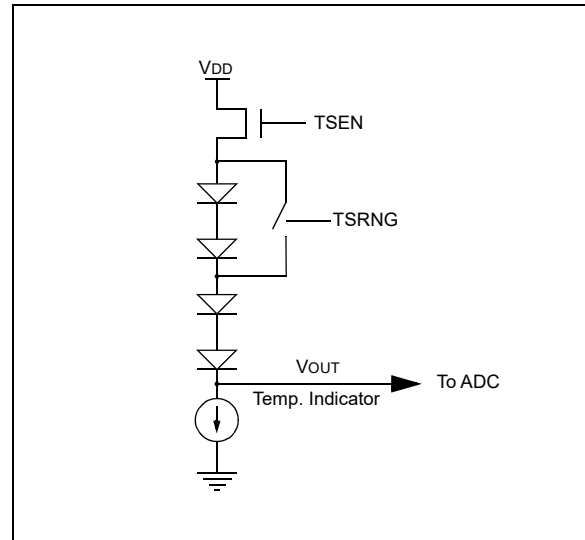 VDD
TSEN
TSRNG
VOUT
To ADC
Temp. Indicator